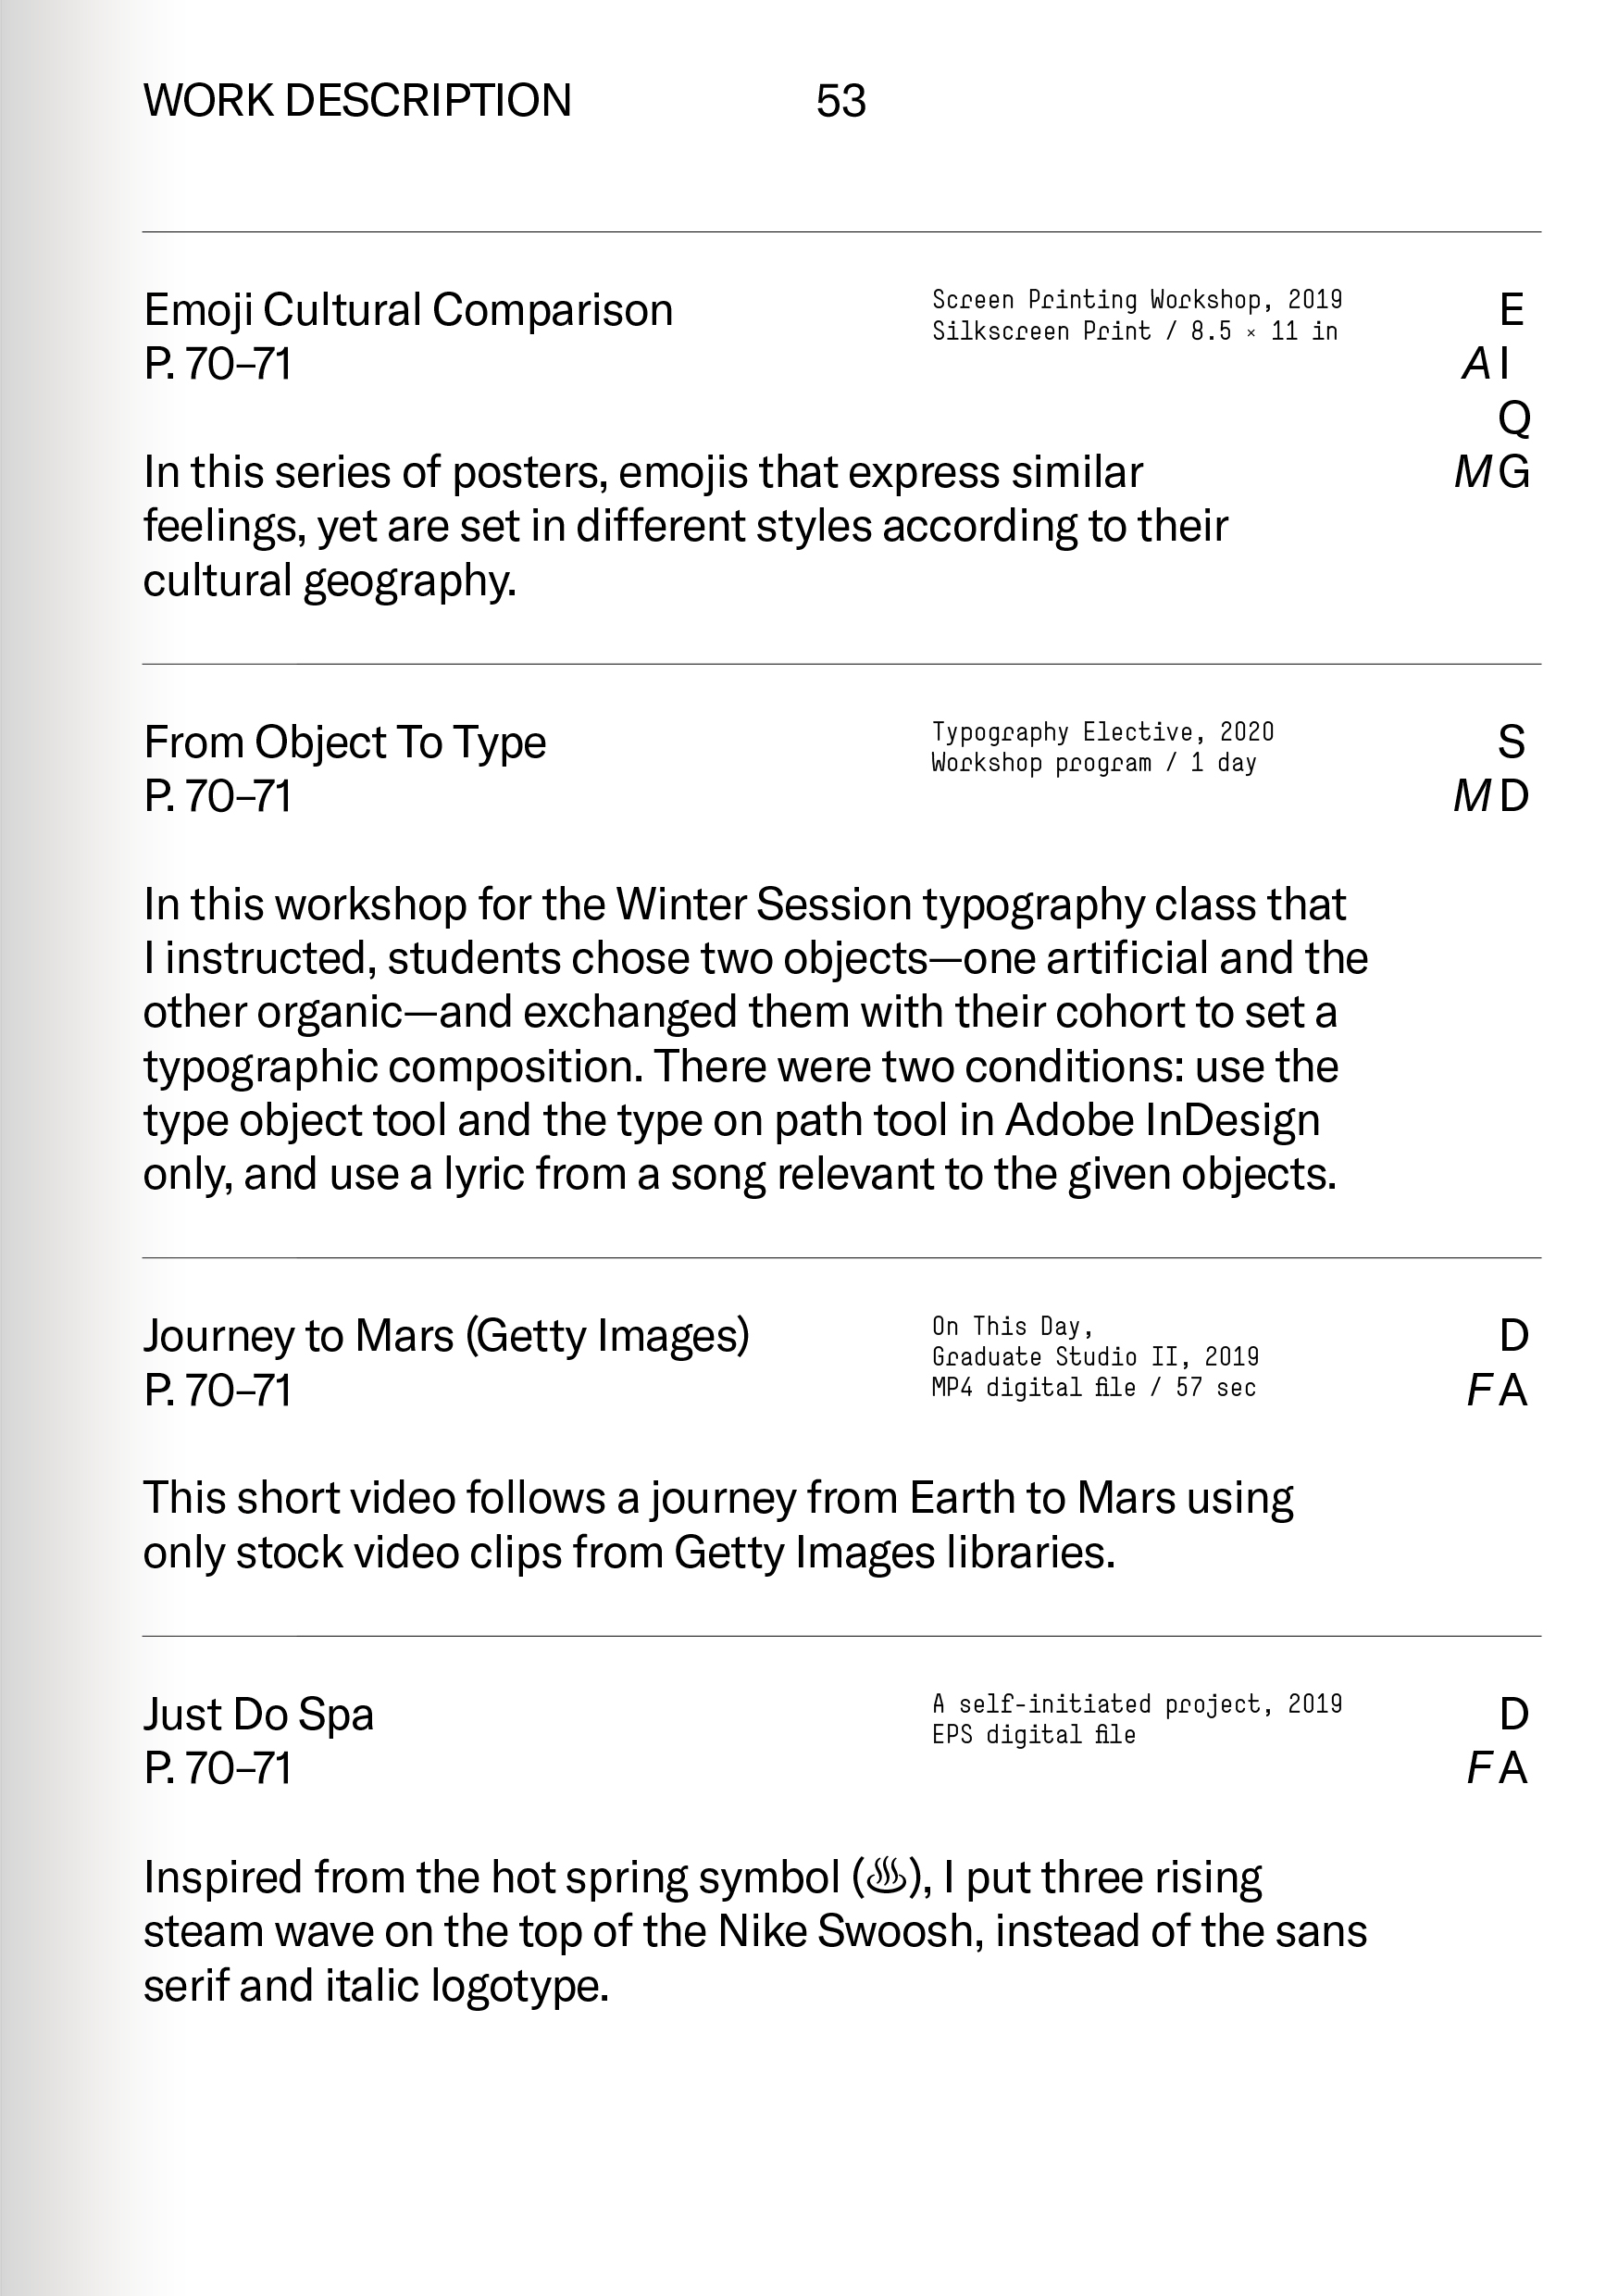 WORK DESCRIPTION 53
Emoji Cultural Comparison
P. 70–71
Screen Printing Workshop, 2019
Silkscreen Print / 8.5 × 11 in
E
A I
Q
M G
In this series of posters, emojis that express similar
feelings, yet are set in different styles according to their
cultural geography.
From Object To Type
P. 70–71
Typography Elective, 2020
Workshop program / 1 day
S
M D
In this workshop for the Winter Session typography class that
I instructed, students chose two objects—one artificial and the
other organic—and exchanged them with their cohort to set a
typographic composition. There were two conditions: use the
type object tool and the type on path tool in Adobe InDesign
only, and use a lyric from a song relevant to the given objects.
Journey to Mars (Getty Images)
P. 70–71
On This Day,
Graduate Studio II, 2019
MP4 digital file / 57 sec
D
F A
This short video follows a journey from Earth to Mars using
only stock video clips from Getty Images libraries.
Just Do Spa
P. 70–71
A self-initiated project, 2019
EPS digital file
D
F A
Inspired from the hot spring symbol (♨), I put three rising
steam wave on the top of the Nike Swoosh, instead of the sans
serif and italic logotype.